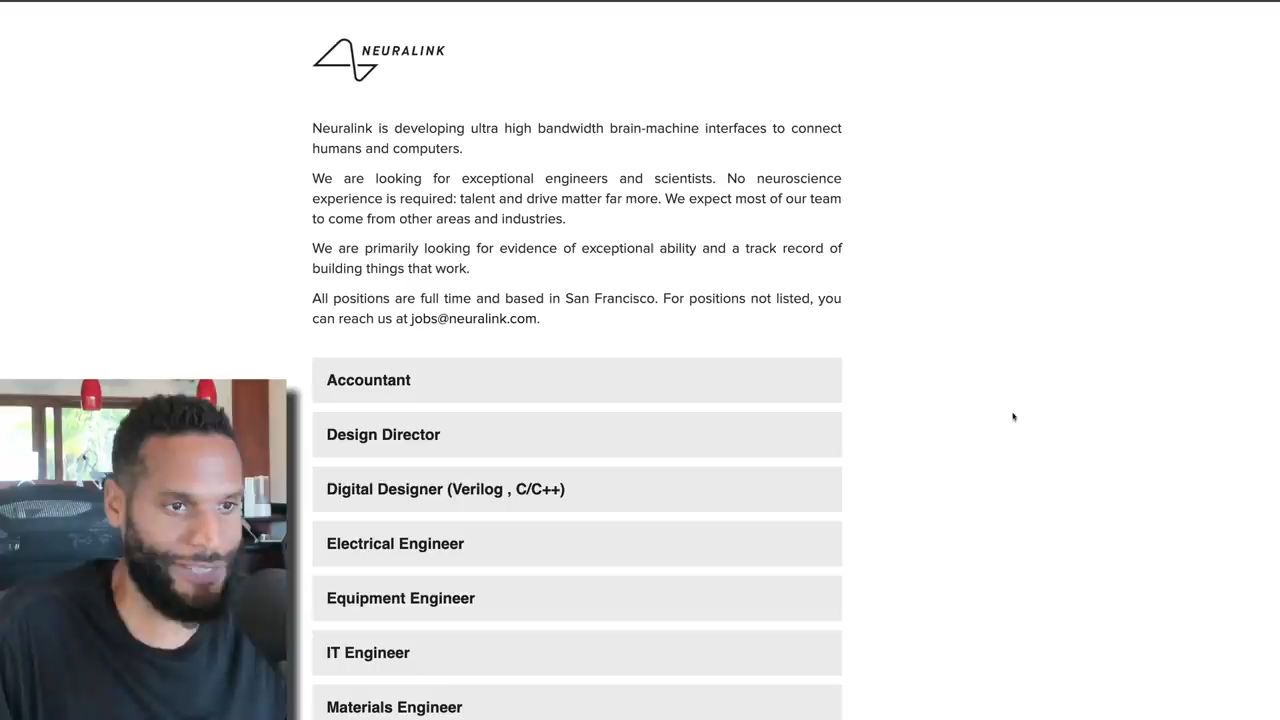 NEURALINK
Neuralink is developing ultra high bandwidth brain-machine interfaces to connect
humans and computers.
We are looking for exceptional engineers and scientists. No neuroscience
experience is required: talent and drive matter far more. We expect most of our team
to come from other areas and industries.
We are primarily looking for evidence of exceptional ability and a track record of
building things that work.
All positions are full time and based in San Francisco. For positions not listed, you
can reach us at jobs@neuralink.com.
Accountant
Design Director
Digital Designer (Verilog , C/C++)
Electrical Engineer
Equipment Engineer
IT Engineer
Materials Engineer